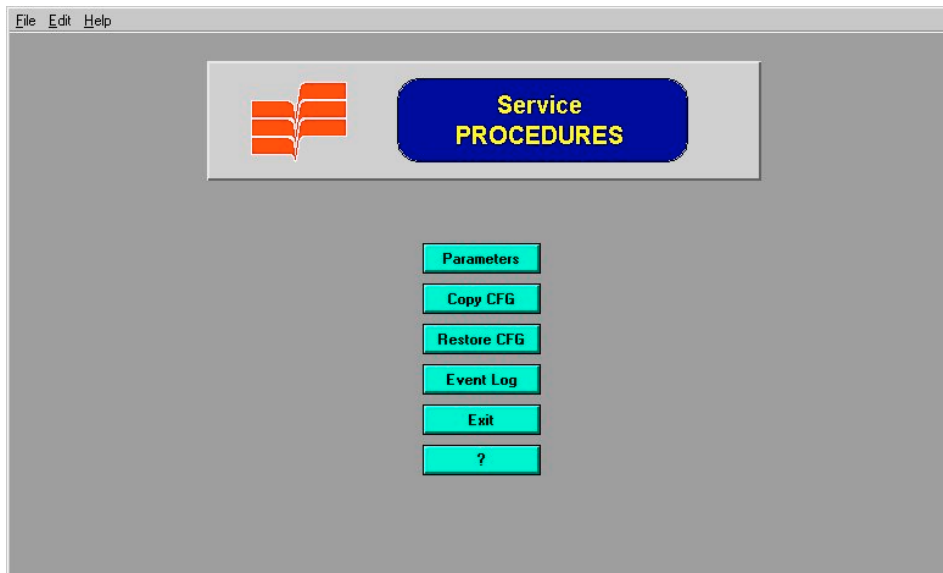 File Edit Help
Service
PROCEDURES
Parameters
Copy CFG
Restore CFG
Event Log
Exit
?